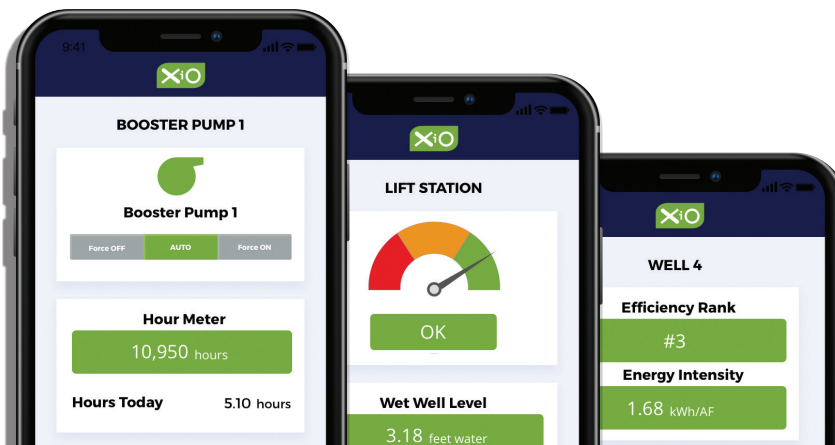 9:41
XiO
BOOSTER PUMP 1
Booster Pump 1
Force OFF AUTO Force ON
Hour Meter
10,950 hours
Hours Today 5.10 hours
XiO
LIFT STATION
OK
Wet Well Level
3.18 feet water
XiO
WELL 4
Efficiency Rank
#3
Energy Intensity
1.68 kWh/AF